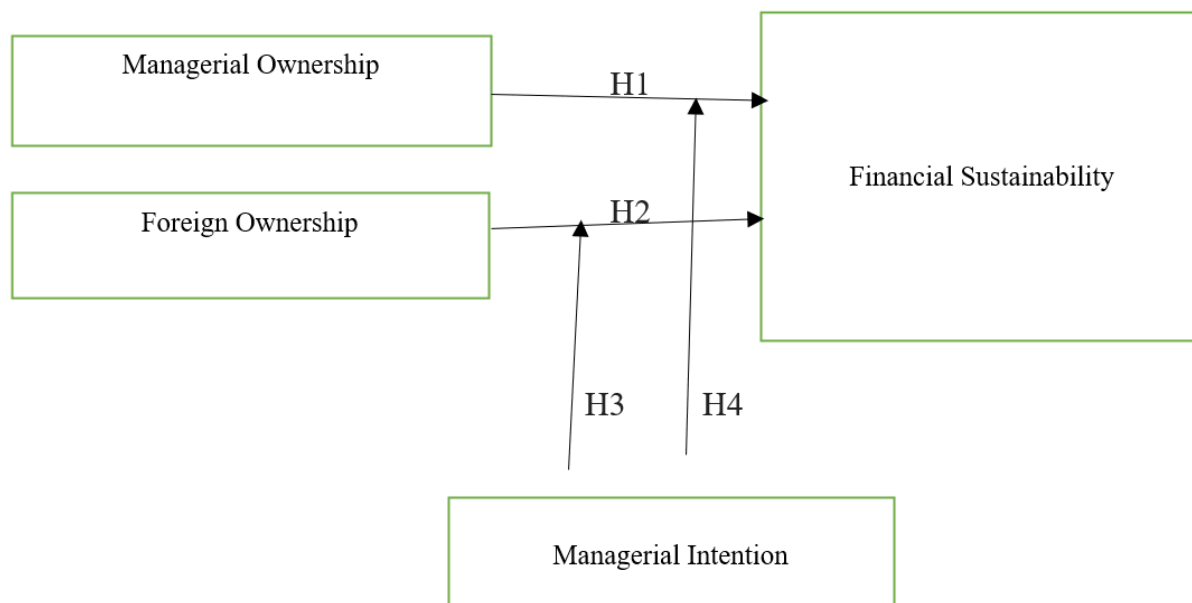 Managerial Ownership
H1
Financial Sustainability
Foreign Ownership
H2
H3
H4
Managerial Intention